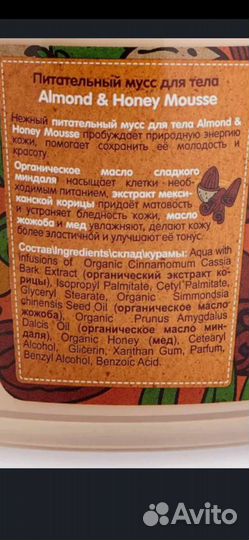 Питательный мусс для тела
Almond & Honey Mousse
Нежный питательный мусс для тела Almond &
Honey Mousse пробуждает природную энергию
кожи, помогает сохранить её молодость и
красоту.
Органическое масло сладкого
миндаля насыщает клетки необ-
ходимым питанием, экстракт мекси-
канской корицы придаёт матовость
и устраняет бледность кожи, масло
жожоба и мед увлажняют, делают кожу
более эластичной и улучшают её тонус.
Состав\Ingredients\склад\курамы: Aqua with
Infusions of Organic Cinnamomum Cassia
Bark Extract (органический экстракт ко-
рицы), Isopropyl Palmitate, Cetyl Palmitate,
Glyceryl Stearate, Organic Simmondsia
chinensis Seed Oil (органическое масло
жожоба), Organic Prunus Amygdalus
Dalcis Oil (органическое масло мин-
даля), Organic Honey (мед), Cetearyl
Alcohol, Glicerin, Xanthan Gum, Parfum,
Benzyl Alcohol, Benzoic Acid.
Avito